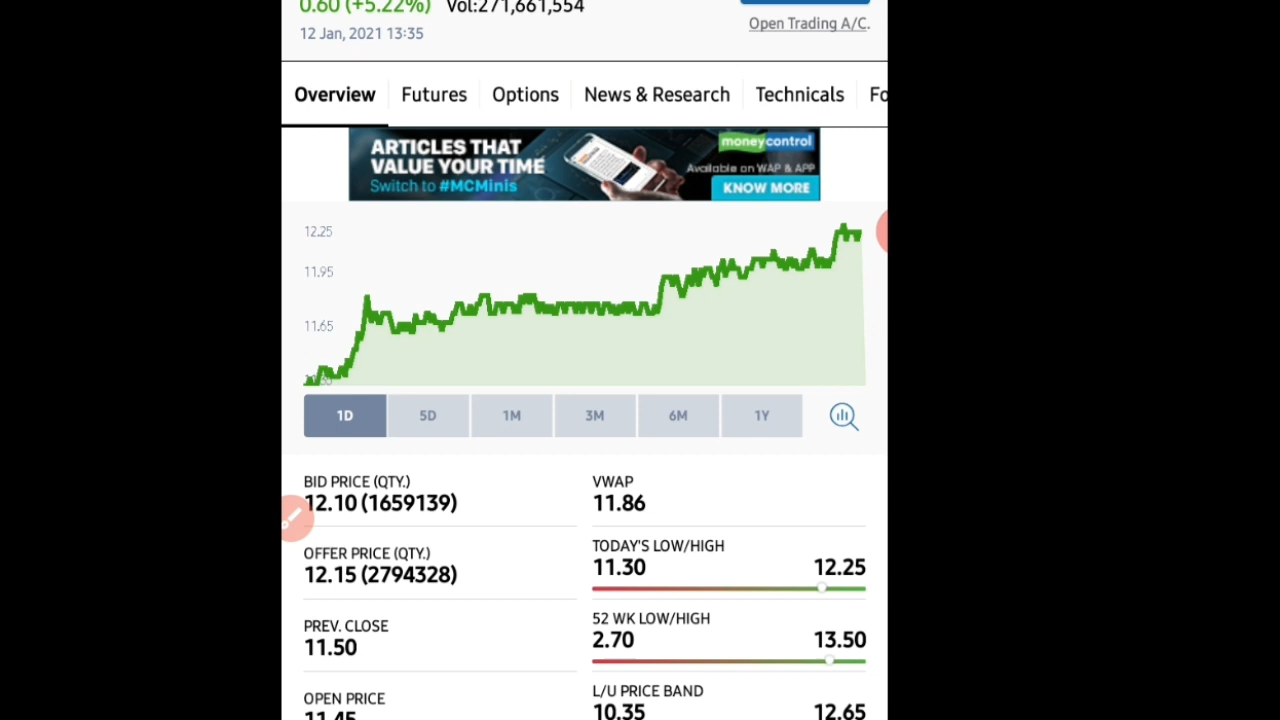 0.60 (+5.22%) Vol:271,661,554
12 Jan, 2021 13:35
Open Trading A/C.
Overview Futures Options News & Research Technicals Fo
ARTICLES THAT
VALUE YOUR TIME
Switch to #MCMinis
moneycontrol
Available on WAP & APP
KNOW MORE
12.25
11.95
11.65
1D 5D 1M 3M 6M 1Y
BID PRICE (QTY.)
12.10 (1659139)
VWAP
11.86
OFFER PRICE (QTY.)
12.15 (2794328)
TODAY'S LOW/HIGH
11.30 12.25
PREV. CLOSE
11.50
52 WK LOW/HIGH
2.70 13.50
OPEN PRICE
11.45
L/U PRICE BAND
10.35 12.65